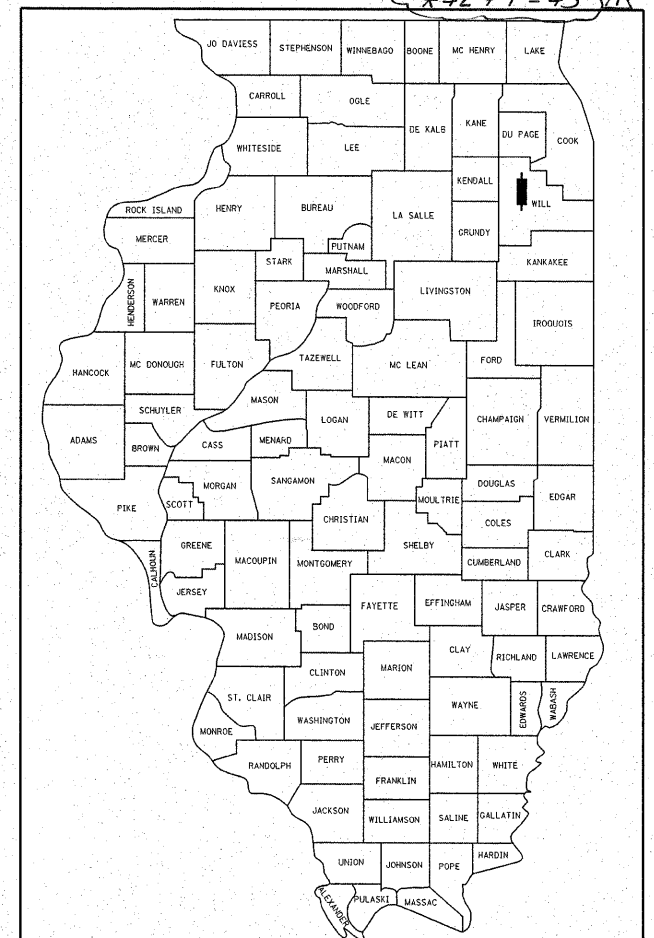 JO DAVIESS STEPHENSON WINNEBAGO BOONE MC HENRY LAKE
CARROLL OGLE DE KALB KANE DU PAGE COOK
WHITESIDE LEE
KENDALL
ROCK ISLAND HENRY BUREAU LA SALLE WILL
MERCER PUTNAM GRUNDY
STARK MARSHALL KANKAKEE
HENDERSON WARREN KNOX PEORIA WOODFORD LIVINGSTON IROQUOIS
HANCOCK MC DONOUGH FULTON TAZEWELL MC LEAN FORD
MASON
SCHUYLER LOGAN DE WITT CHAMPAIGN VERMILION
ADAMS BROWN CASS MENARD MACON PIATT
MORGAN SANGAMON DOUGLAS
PIKE SCOTT MOULTRIE EDGAR
CHRISTIAN COLES
GREENE MACOUPIN MONTGOMERY SHELBY CLARK
CALHOUN CUMBERLAND
JERSEY FAYETTE EFFINGHAM JASPER CRAWFORD
MADISON BOND
CLAY RICHLAND LAWRENCE
CLINTON MARION
ST. CLAIR WAYNE EDWARDS WABASH
WASHINGTON JEFFERSON
MONROE
RANDOLPH PERRY HAMILTON WHITE
FRANKLIN
JACKSON WILLIAMSON SALINE GALLATIN
UNION JOHNSON POPE HARDIN
ALEXANDER PULASKI MASSAC